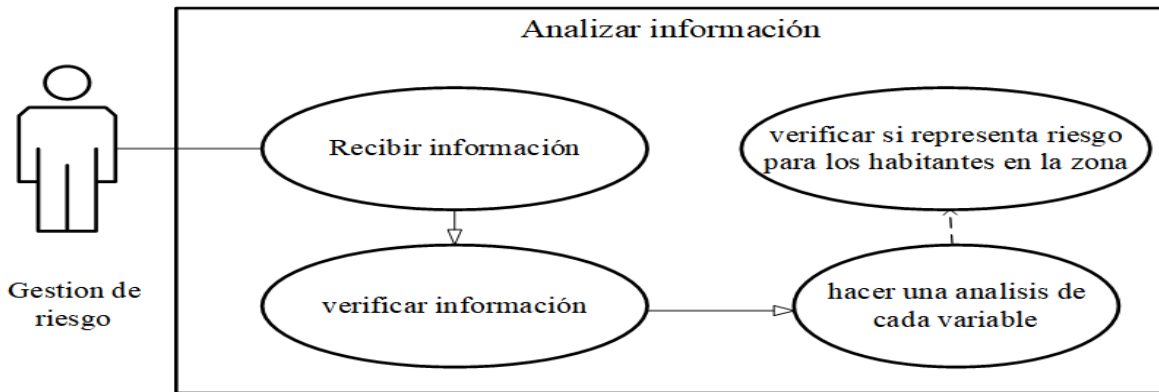 Analizar información
Recibir información
verificar si representa riesgo
para los habitantes en la zona
Gestion de
riesgo
verificar información
hacer una analisis de
cada variable